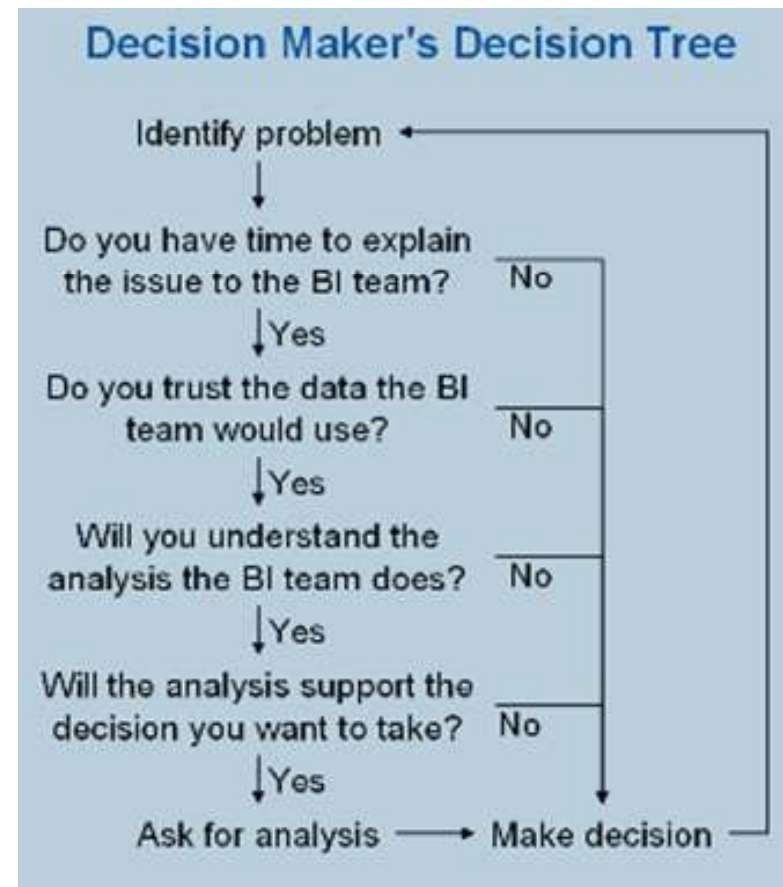 Decision Maker's Decision Tree
Identify problem
Do you have time to explain
the issue to the BI team?
No
Yes
Do you trust the data the BI
team would use?
No
Yes
Will you understand the
analysis the BI team does?
No
Yes
Will the analysis support the
decision you want to take?
No
Yes
Ask for analysis
Make decision